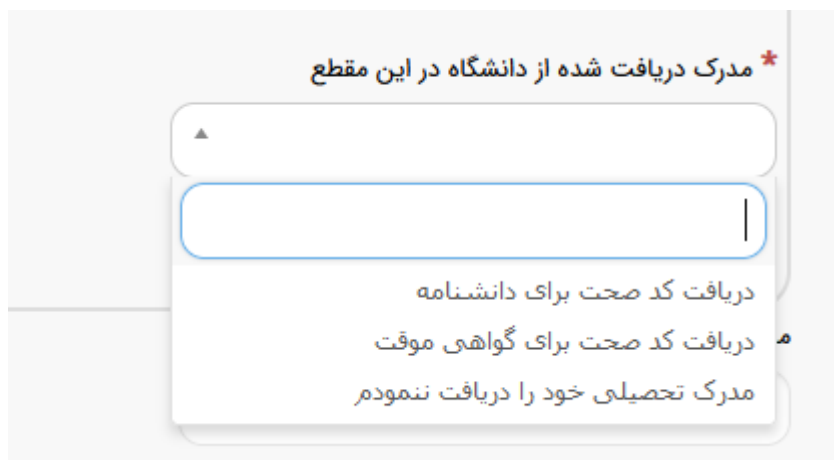 * مدرک دریافت شده از دانشگاه در این مقطع
دریافت کد صحت برای دانشنامه
دریافت کد صحت برای گواهی موقت
مدرک تحصیلی خود را دریافت ننمودم